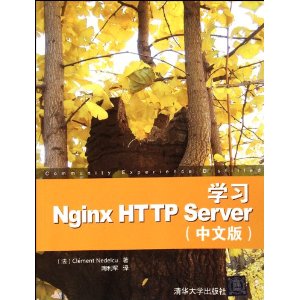 Community Experience Distilled
学习
Nginx HTTP Server
（中文版）
（法）Clément Nedelcu 著
周利军 译
清华大学出版社